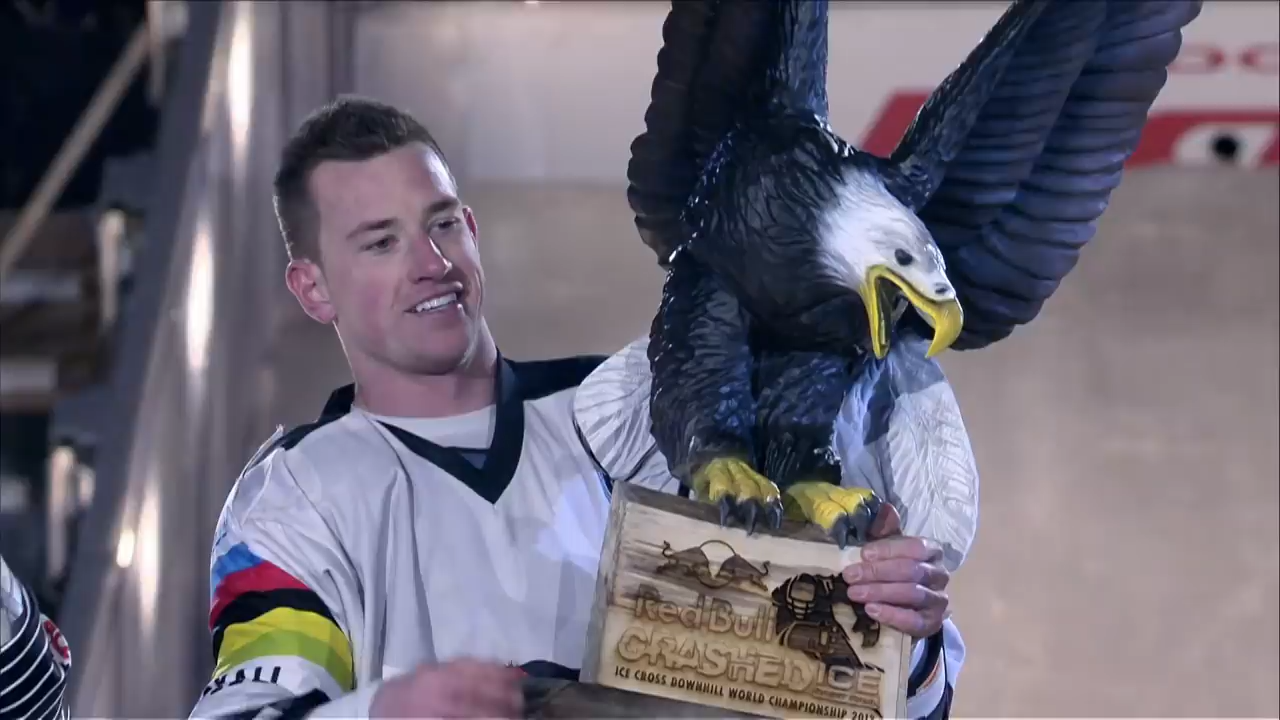 Red Bull
CRASHED ICE
ICE CROSS DOWNHILL WORLD CHAMPIONSHIP